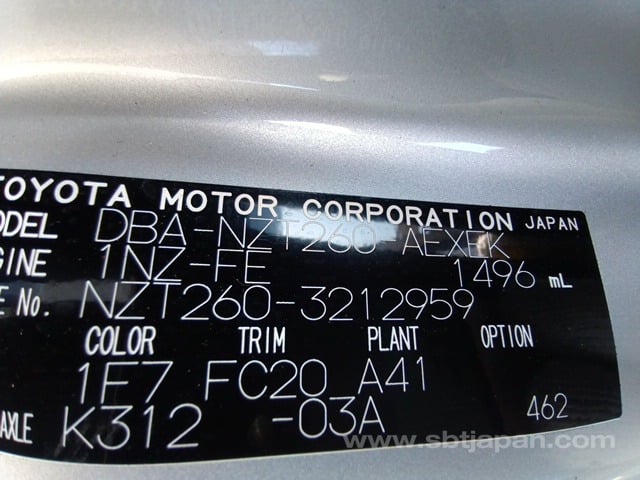 TOYOTA MOTOR CORPORATION JAPAN
MODEL DBA-NZT260-AEXEK
GINE 1NZ-FE 1496 mL
E No. NZT260-3212959
COLOR TRIM PLANT OPTION
1F7 FC20 A41
AXLE K312 -03A 462
www.sbtjapan.com